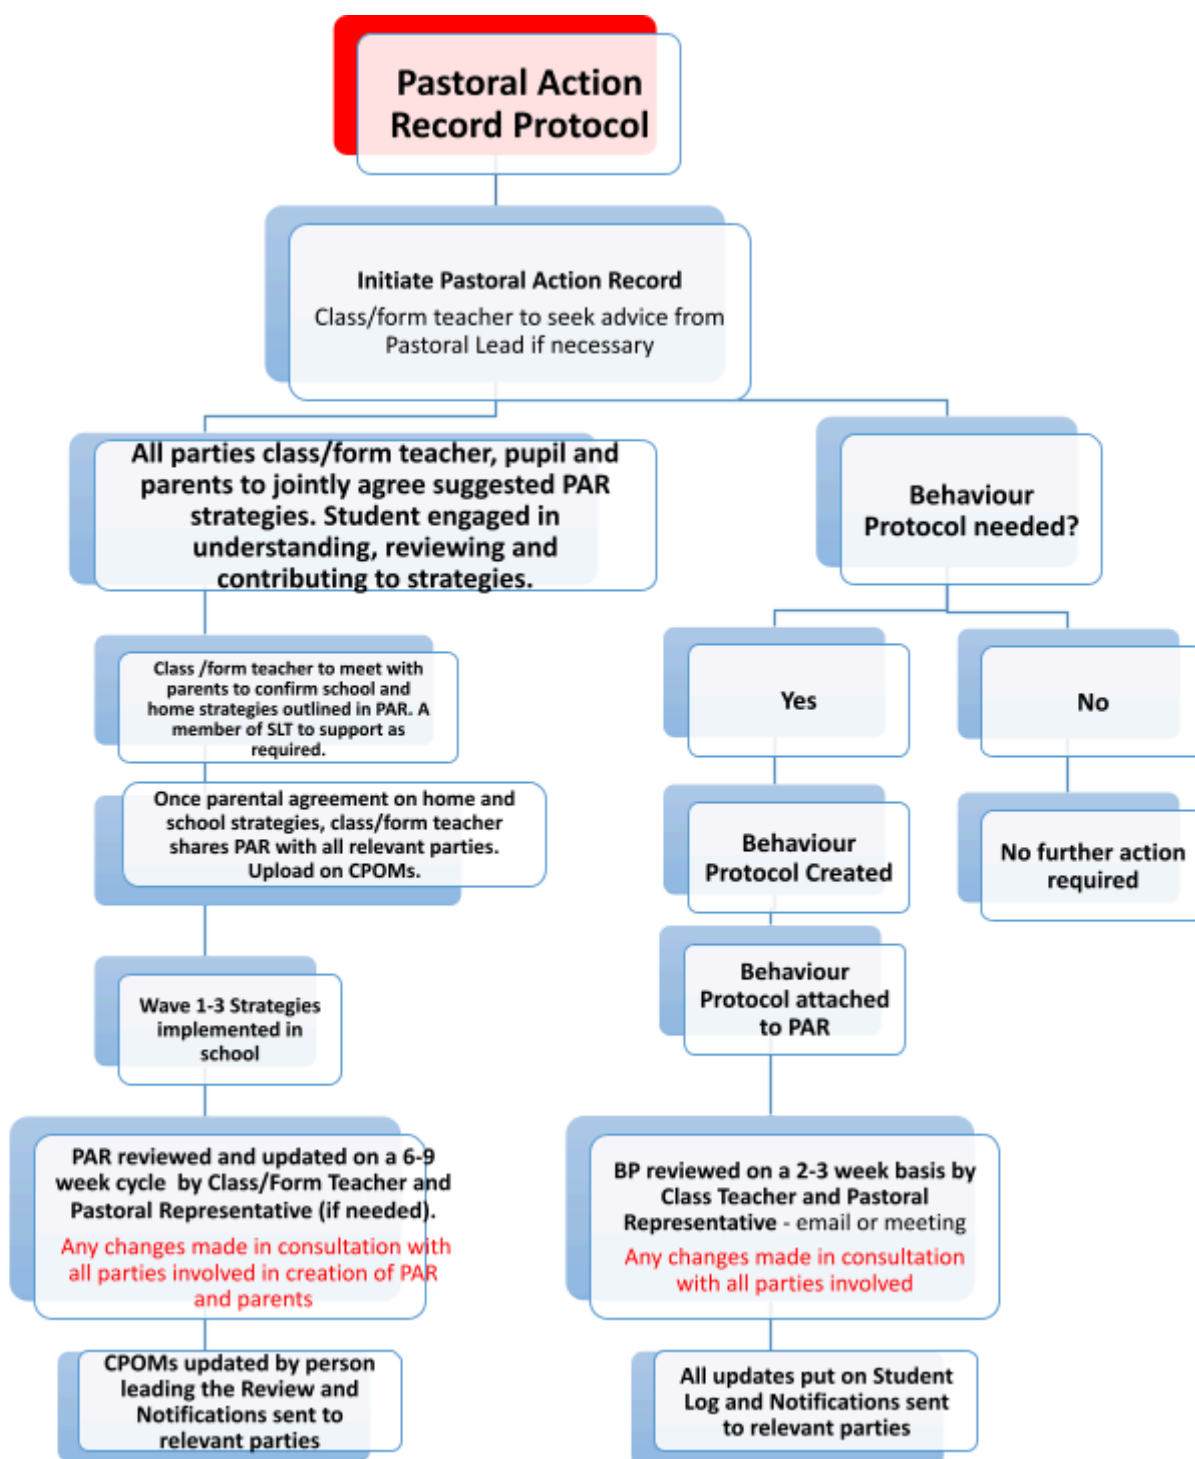 Pastoral Action
Record Protocol
Initiate Pastoral Action Record
Class/form teacher to seek advice from
Pastoral Lead if necessary
All parties class/form teacher, pupil and
parents to jointly agree suggested PAR
strategies. Student engaged in
understanding, reviewing and
contributing to strategies.
Class /form teacher to meet with
parents to confirm school and
home strategies outlined in PAR. A
member of SLT to support as
required.
Once parental agreement on home and
school strategies, class/form teacher
shares PAR with all relevant parties.
Upload on CPOMs.
Wave 1-3 Strategies
implemented in
school
PAR reviewed and updated on a 6-9
week cycle by Class/Form Teacher and
Pastoral Representative (if needed).
Any changes made in consultation with
all parties involved in creation of PAR
and parents
CPOMs updated by person
leading the Review and
Notifications sent to
relevant parties
Behaviour
Protocol needed?
Yes
Behaviour
Protocol Created
Behaviour
Protocol attached
to PAR
BP reviewed on a 2-3 week basis by
Class Teacher and Pastoral
Representative - email or meeting
Any changes made in consultation
with all parties involved
All updates put on Student
Log and Notifications sent
to relevant parties
No
No further action
required